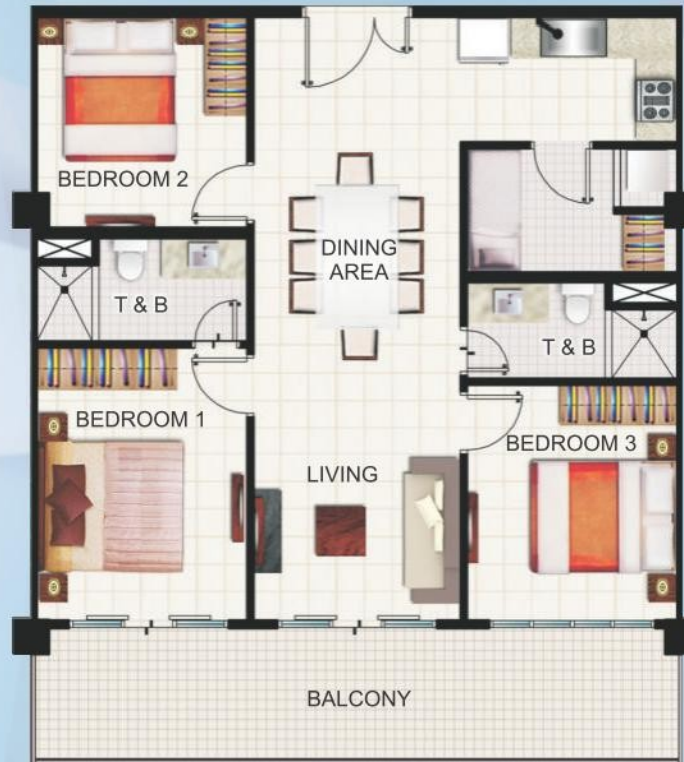 BEDROOM 2
DINING
AREA
T & B
T & B
BEDROOM 1
BEDROOM 3
LIVING
BALCONY